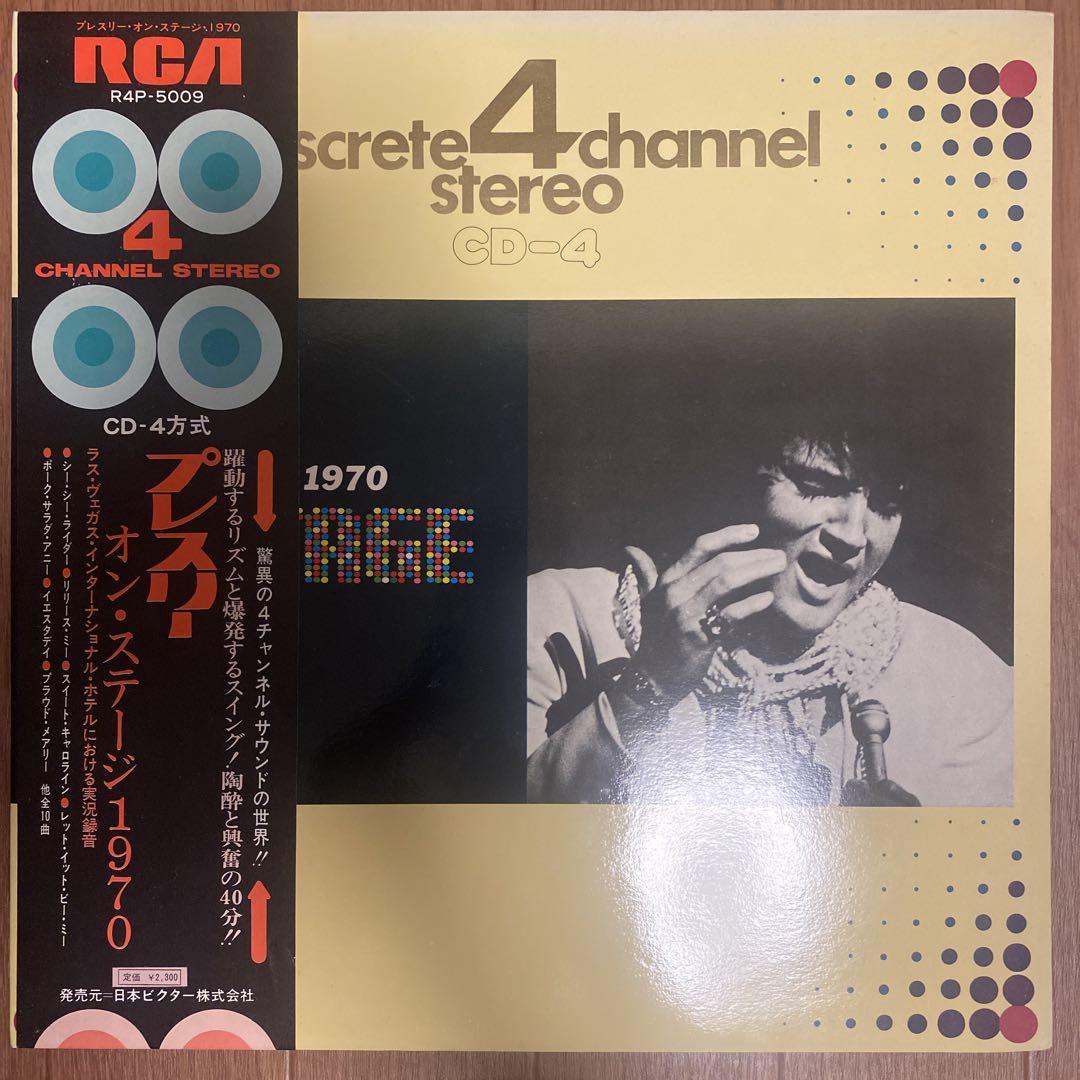 プレスリー・オン・ステージ・1970
RCA
R4P-5009
4
CHANNEL STEREO
CD-4方式
驚異の4チャンネル・サウンドの世界!!
躍動するリズムと爆発するスイング！陶酔と興奮の40分!!
プレスリー
オン・ステージ1970
ラス・ヴェガス・インターナショナル・ホテルにおける実況録音
●シー・シー・ライダー●リリース・ミー●スイート・キャロライン●レット・イット・ビー・ミー
●ポーク・サラダ・アニー●イエスタデイ●プラウド・メアリー 他全10曲
定価 ¥2,300
発売元=日本ビクター株式会社
screte 4 channel
stereo
CD-4
1970
TAGE